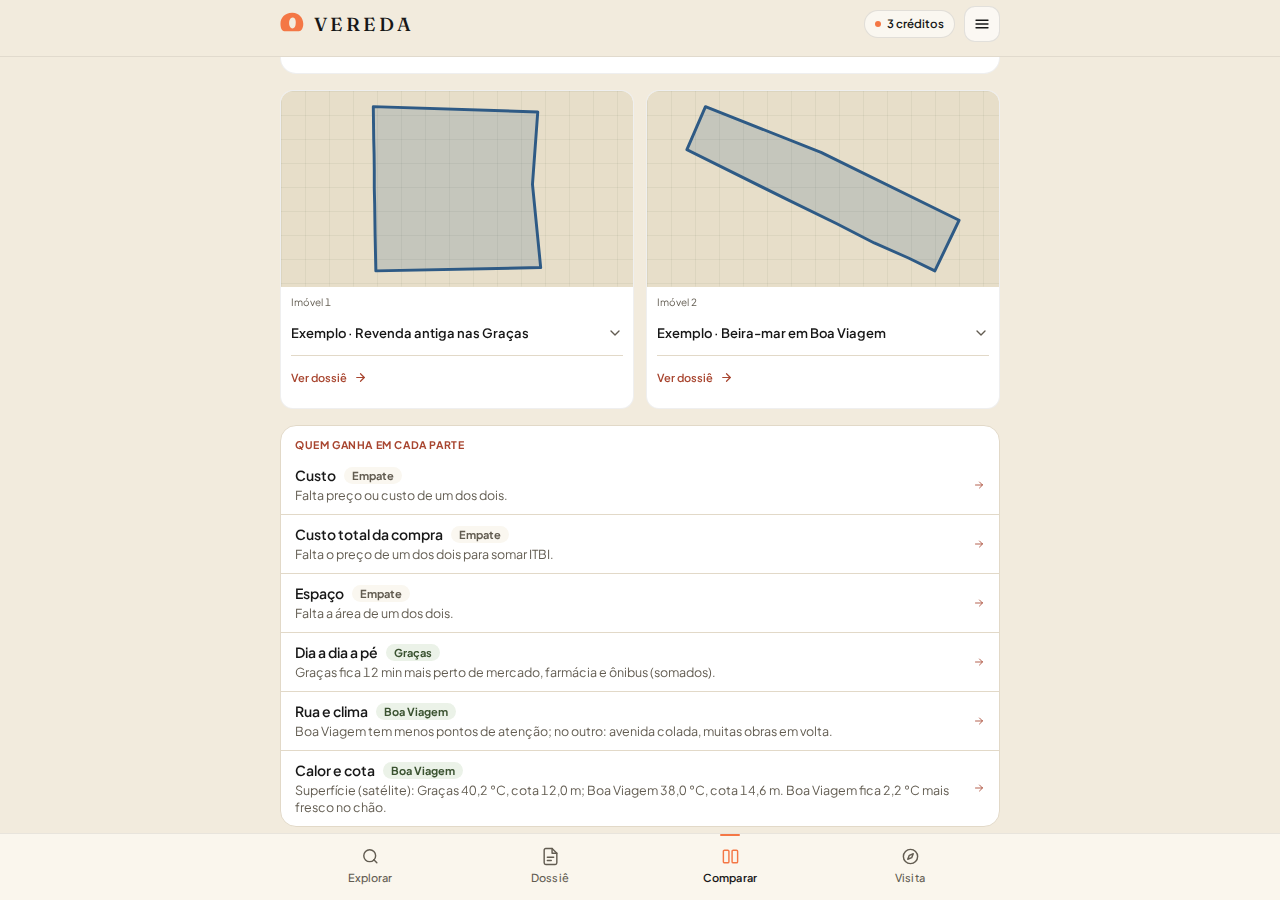 VEREDA
3 créditos
Imóvel 1
Exemplo · Revenda antiga nas Graças
Ver dossiê →
Imóvel 2
Exemplo · Beira-mar em Boa Viagem
Ver dossiê →
QUEM GANHA EM CADA PARTE
Custo Empate
Falta preço ou custo de um dos dois.
Custo total da compra Empate
Falta o preço de um dos dois para somar ITBI.
Espaço Empate
Falta a área de um dos dois.
Dia a dia a pé Graças
Graças fica 12 min mais perto de mercado, farmácia e ônibus (somados).
Rua e clima Boa Viagem
Boa Viagem tem menos pontos de atenção; no outro: avenida colada, muitas obras em volta.
Calor e cota Boa Viagem
Superfície (satélite): Graças 40,2 °C, cota 12,0 m; Boa Viagem 38,0 °C, cota 14,6 m. Boa Viagem fica 2,2 °C mais
fresco no chão.
Explorar
Dossiê
Comparar
Visita